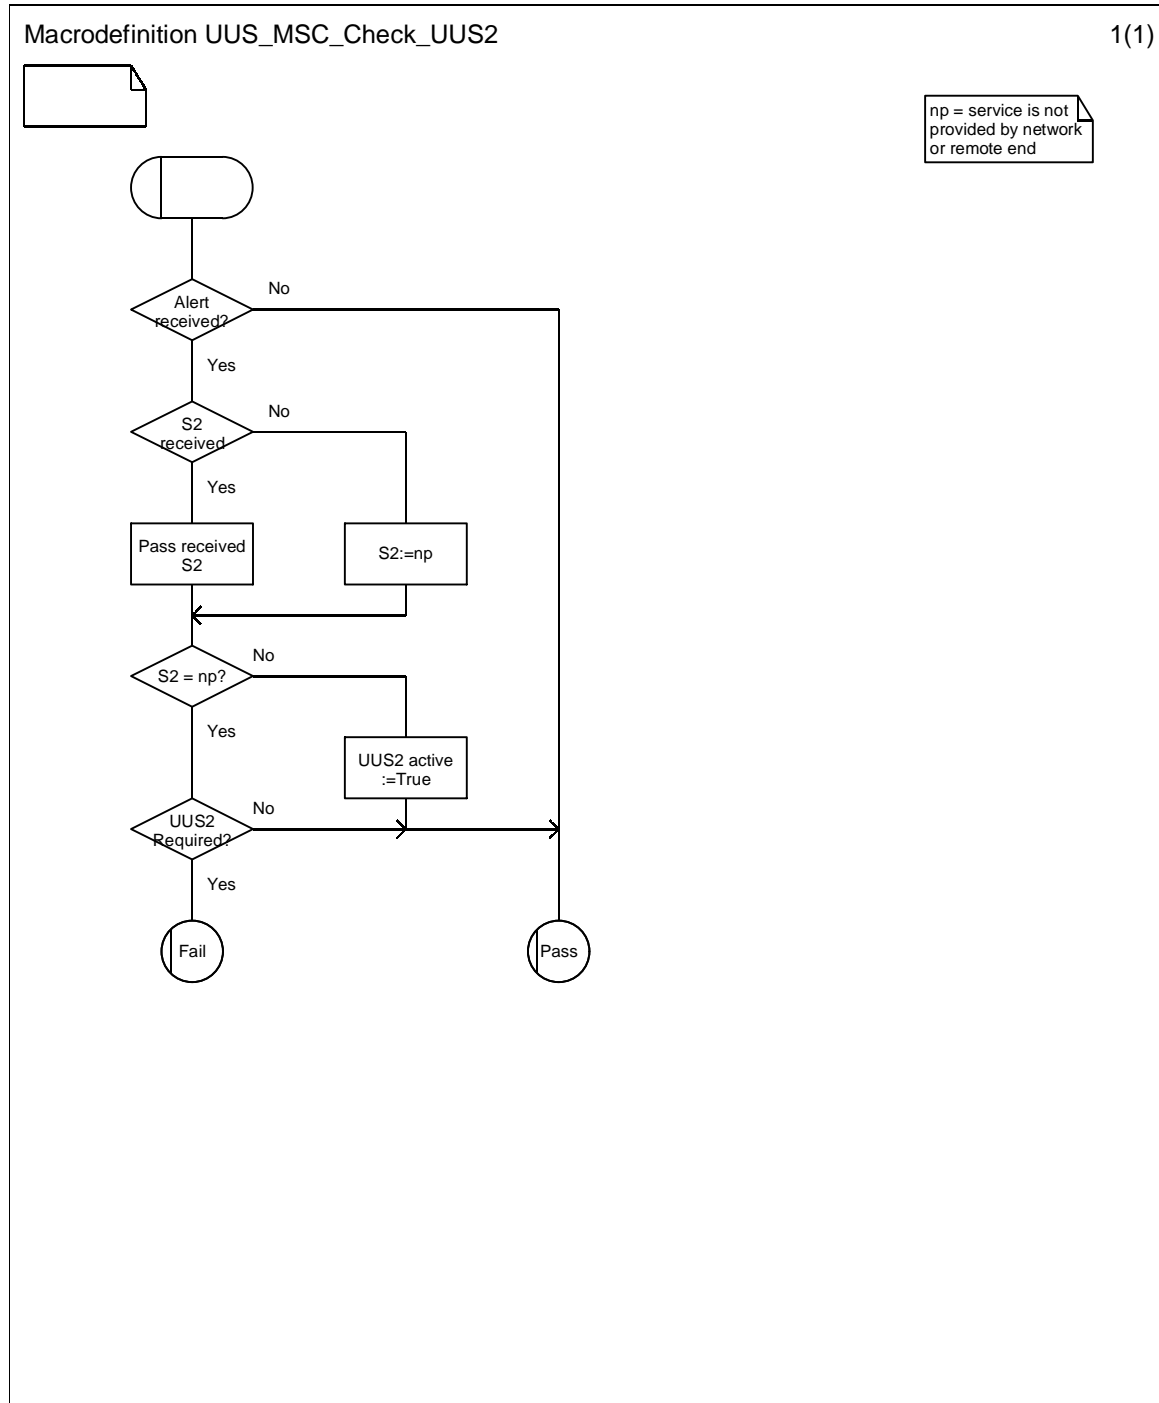 Macrodefinition UUS_MSC_Check_UUS2
1(1)
np = service is not
provided by network
or remote end
Alert
received?
No
Yes
S2
received
No
Yes
Pass received
S2
S2:=np
S2 = np?
No
Yes
UUS2 active
:=True
UUS2
Required?
No
Yes
Fail
Pass